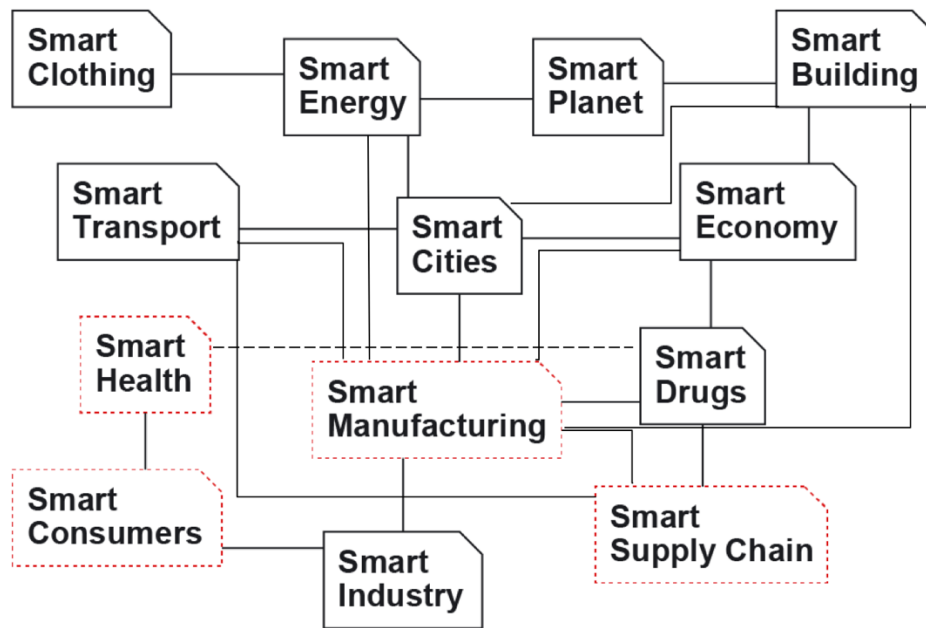 Smart
Clothing
Smart
Energy
Smart
Planet
Smart
Building
Smart
Transport
Smart
Cities
Smart
Economy
Smart
Health
Smart
Manufacturing
Smart
Drugs
Smart
Consumers
Smart
Industry
Smart
Supply Chain